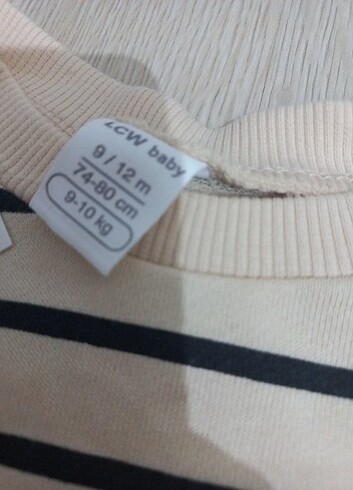 LCW baby
9 / 12 m
74-80 cm
9-10 kg